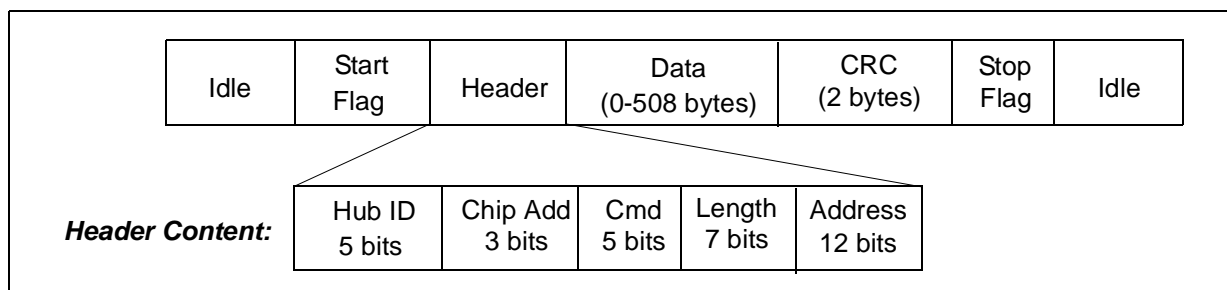 Idle
Start
Flag
Header
Data
(0-508 bytes)
CRC
(2 bytes)
Stop
Flag
Idle
Header Content:
Hub ID
5 bits
Chip Add
3 bits
Cmd
5 bits
Length
7 bits
Address
12 bits